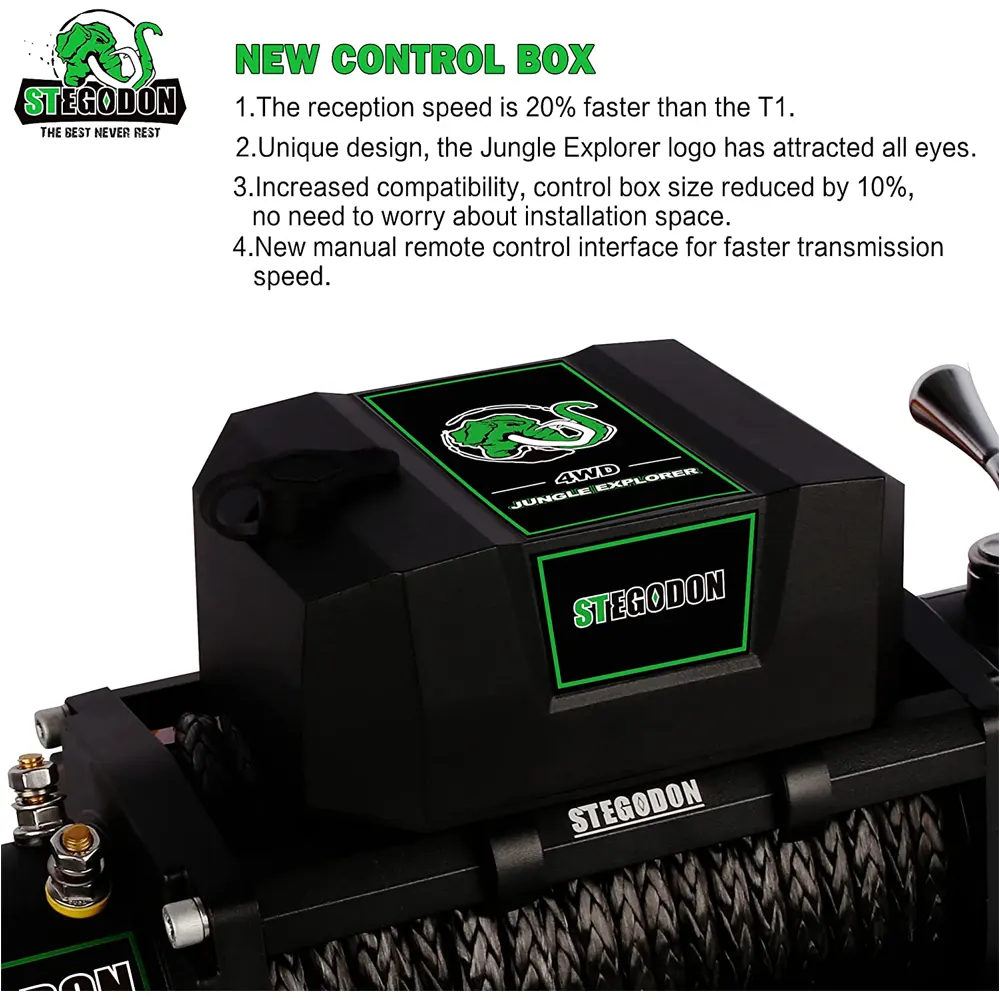 STEGODON
THE BEST NEVER REST
NEW CONTROL BOX
1.The reception speed is 20% faster than the T1.
2.Unique design, the Jungle Explorer logo has attracted all eyes.
3.Increased compatibility, control box size reduced by 10%,
no need to worry about installation space.
4.New manual remote control interface for faster transmission
speed.
4WD
JUNGLE EXPLORER
STEGODON
STEGODON
DON